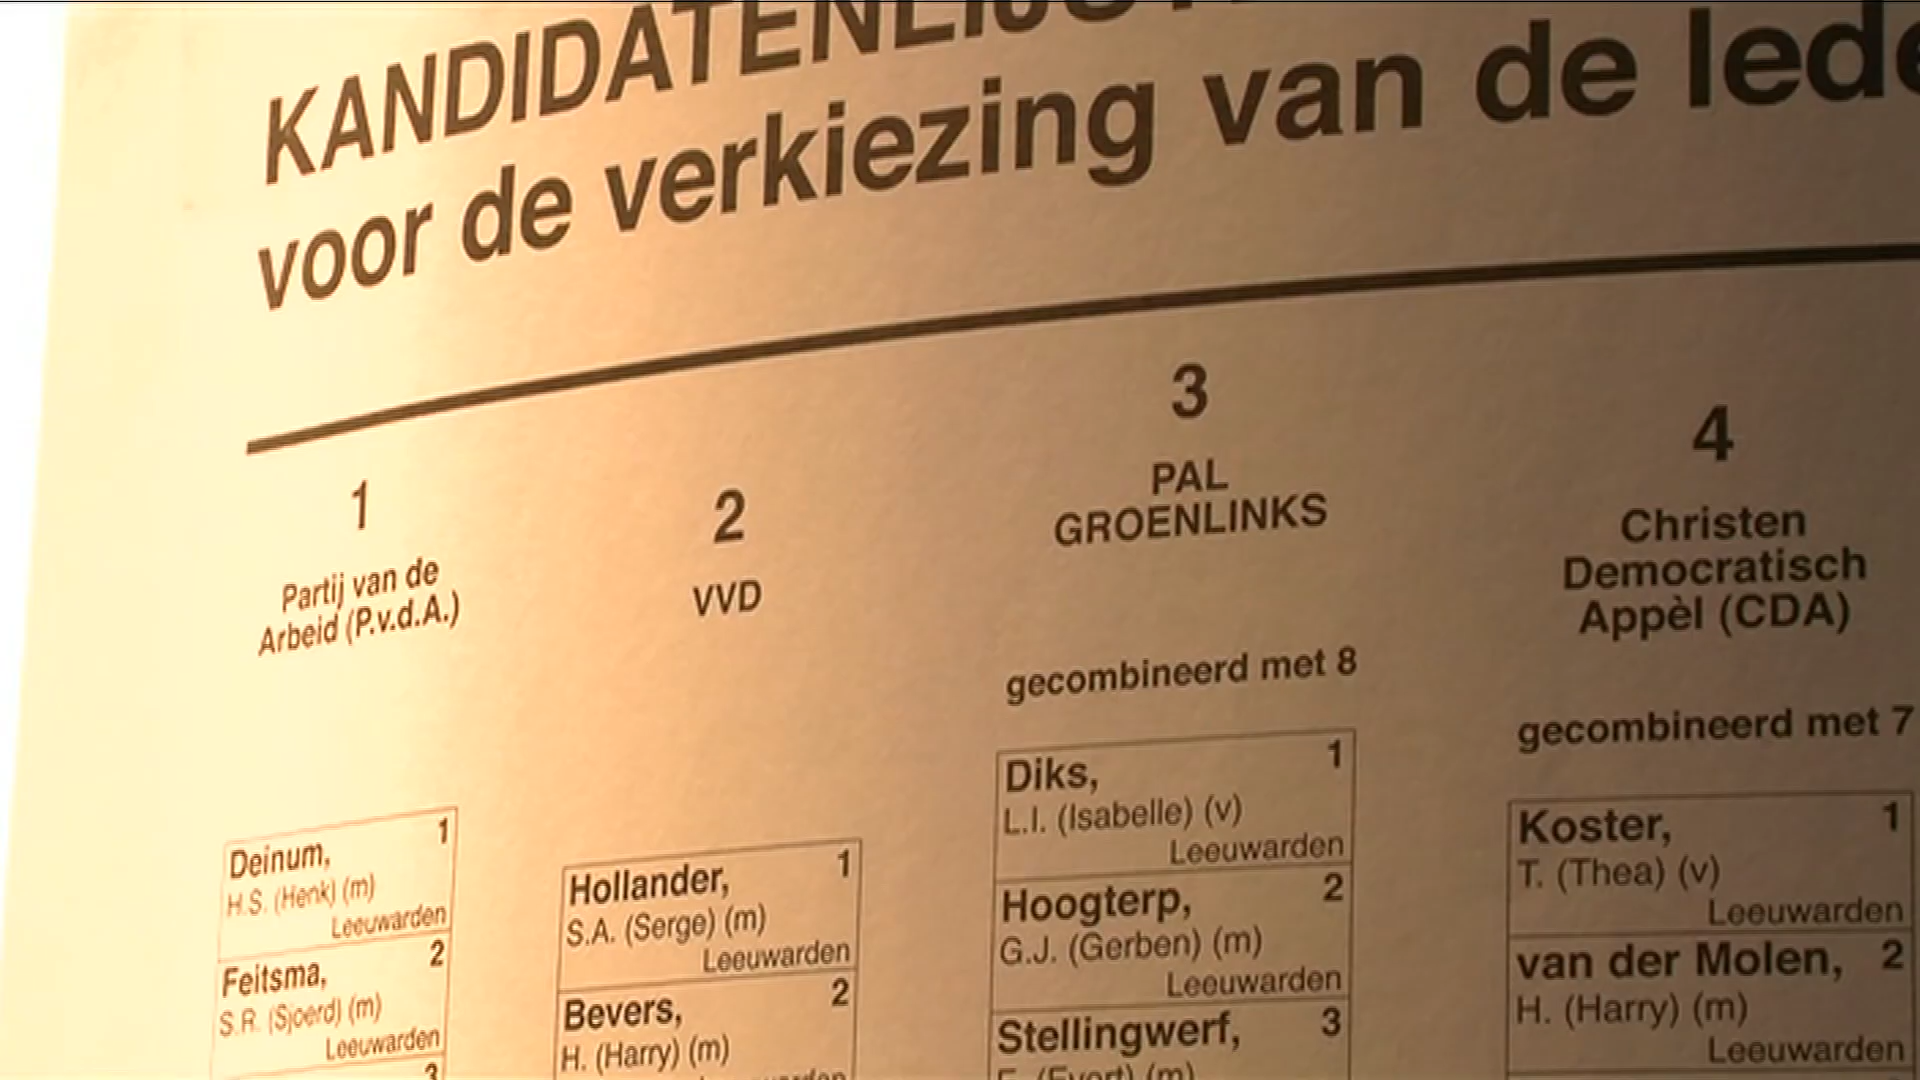 KANDIDATENLIJST
voor de verkiezing van de lede
1
Partij van de
Arbeid (P.v.d.A.)
Deinum, 1
H.S. (Henk) (m)
Leeuwarden
Feitsma, 2
S.R. (Sjoerd) (m)
Leeuwarden
3
2
VVD
Hollander, 1
S.A. (Serge) (m)
Leeuwarden
Bevers, 2
H. (Harry) (m)
3
PAL
GROENLINKS
gecombineerd met 8
Diks, 1
L.I. (Isabelle) (v)
Leeuwarden
Hoogterp, 2
G.J. (Gerben) (m)
Leeuwarden
Stellingwerf, 3
E. (Evert) (m)
4
Christen
Democratisch
Appèl (CDA)
gecombineerd met 7
Koster, 1
T. (Thea) (v)
Leeuwarden
van der Molen, 2
H. (Harry) (m)
Leeuwarden